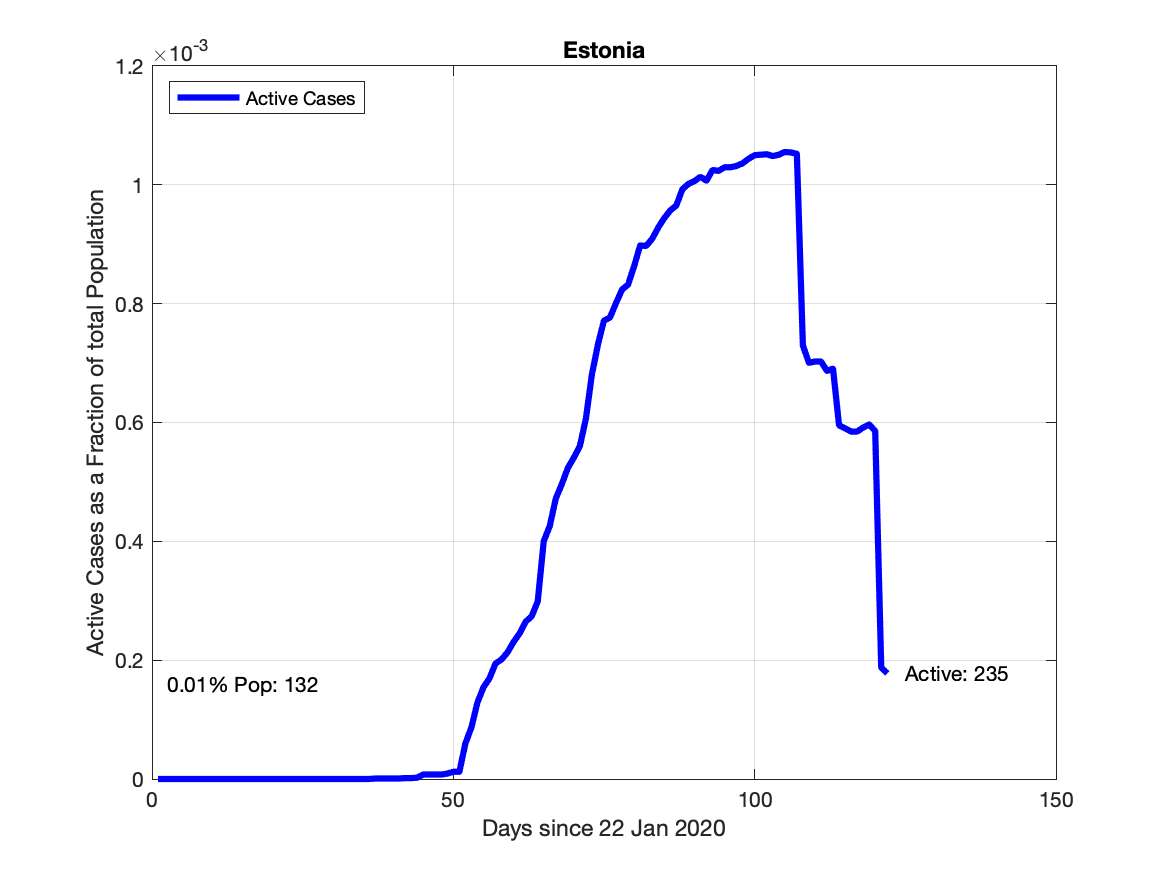 Estonia
×10-3
1.2
1
0.8
0.6
0.4
0.2
0
Active Cases
Active Cases as a Fraction of total Population
0.01% Pop: 132
Active: 235
0 50 100 150
Days since 22 Jan 2020